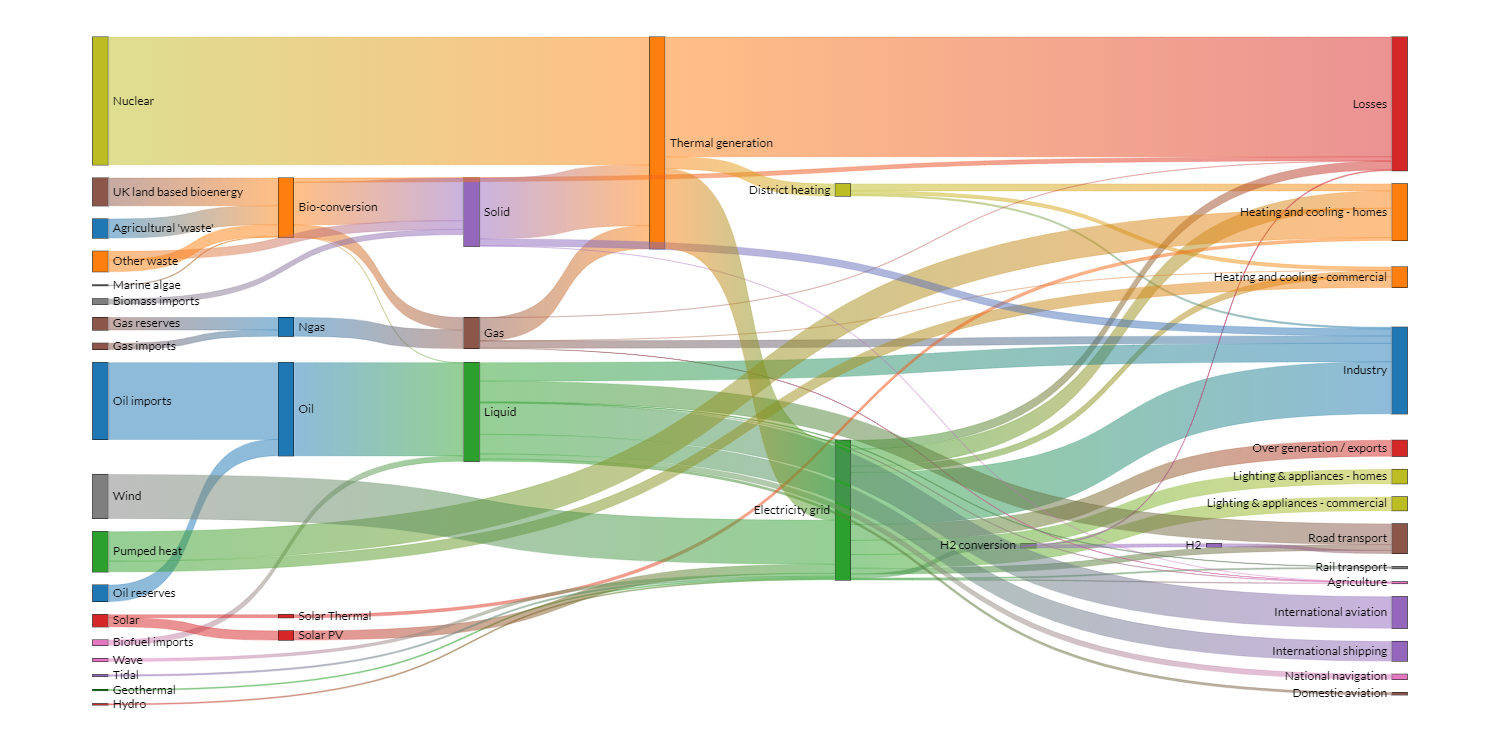 Nuclear
UK land based bioenergy
Agricultural 'waste'
Other waste
Marine algae
Biomass imports
Gas reserves
Gas imports
Oil imports
Wind
Pumped heat
Oil reserves
Solar
Biofuel imports
Wave
Tidal
Geothermal
Hydro
Bio-conversion
Ngas
Oil
Solar Thermal
Solar PV
Solid
Gas
Liquid
Thermal generation
District heating
Electricity grid
H2 conversion
H2
Losses
Heating and cooling - homes
Heating and cooling - commercial
Industry
Over generation / exports
Lighting & appliances - homes
Lighting & appliances - commercial
Road transport
Rail transport
Agriculture
International aviation
International shipping
National navigation
Domestic aviation